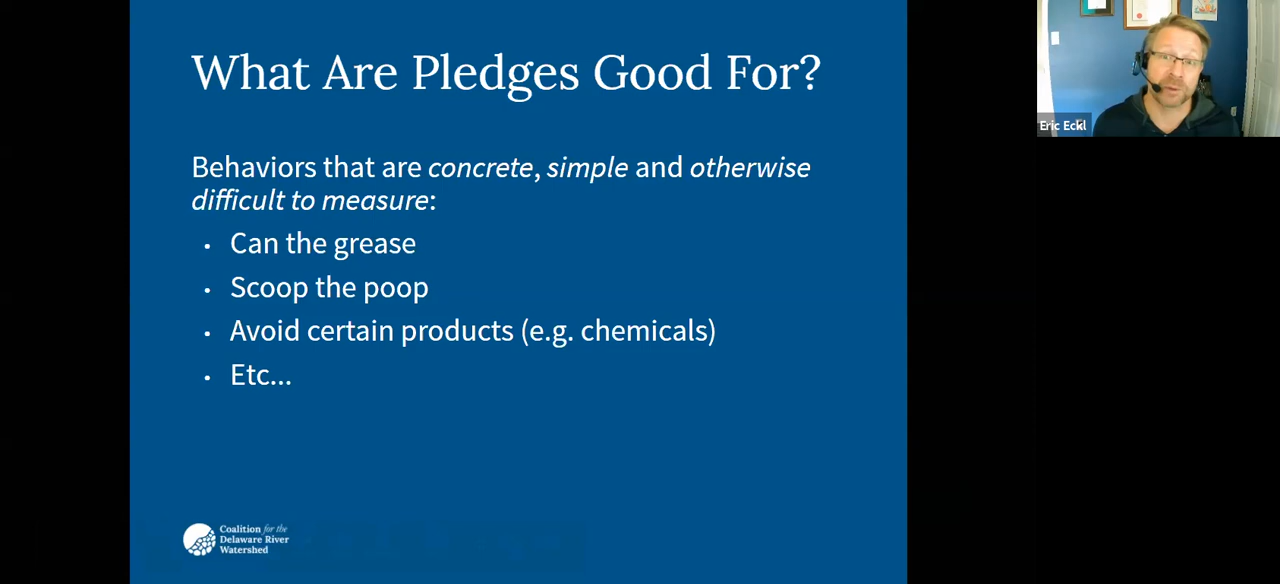 What Are Pledges Good For?
Behaviors that are concrete, simple and otherwise
difficult to measure:
• Can the grease
• Scoop the poop
• Avoid certain products (e.g. chemicals)
• Etc...
Coalition for the
Delaware River
Watershed
Eric Eckl